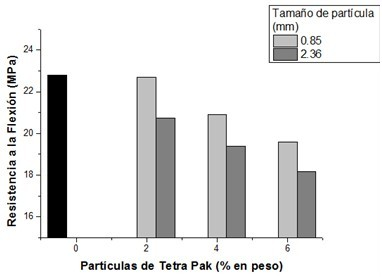 Tamaño de partícula
(mm)
0.85
2.36
Resistencia a la Flexión (MPa)
24
22
20
18
16
0
2
4
6
Partículas de Tetra Pak (% en peso)